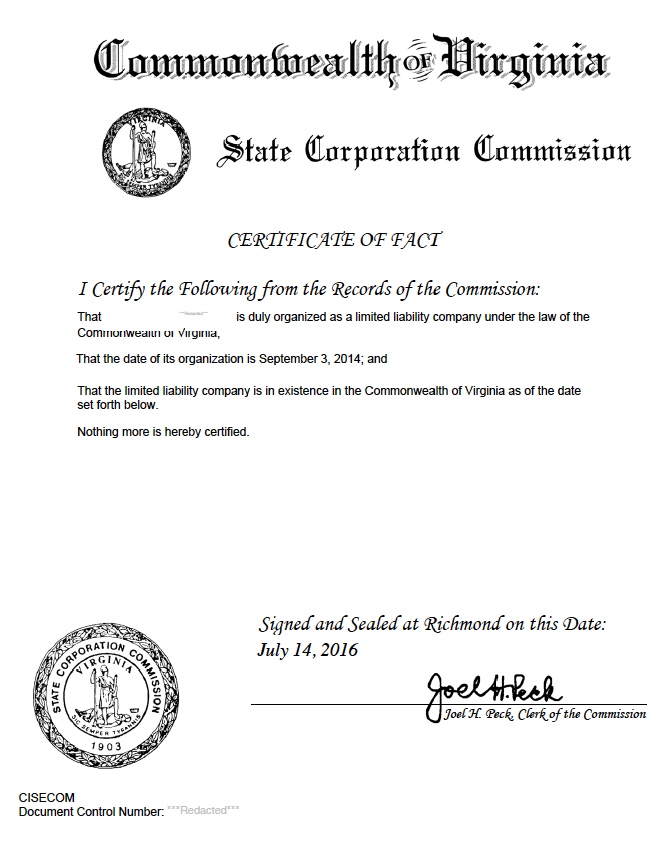 Commonwealth OF Virginia
VIRGINIA
SIC SEMPER TYRANNIS
State Corporation Commission
CERTIFICATE OF FACT
I Certify the Following from the Records of the Commission:
That ***Redacted*** is duly organized as a limited liability company under the law of the
Commonwealth of Virginia;
That the date of its organization is September 3, 2014; and
That the limited liability company is in existence in the Commonwealth of Virginia as of the date
set forth below.
Nothing more is hereby certified.
Signed and Sealed at Richmond on this Date:
July 14, 2016
Joel H. Peck
Joel H. Peck, Clerk of the Commission
STATE CORPORATION COMMISSION
VIRGINIA
SIC SEMPER TYRANNIS
1903
CISECOM
Document Control Number: ***Redacted***